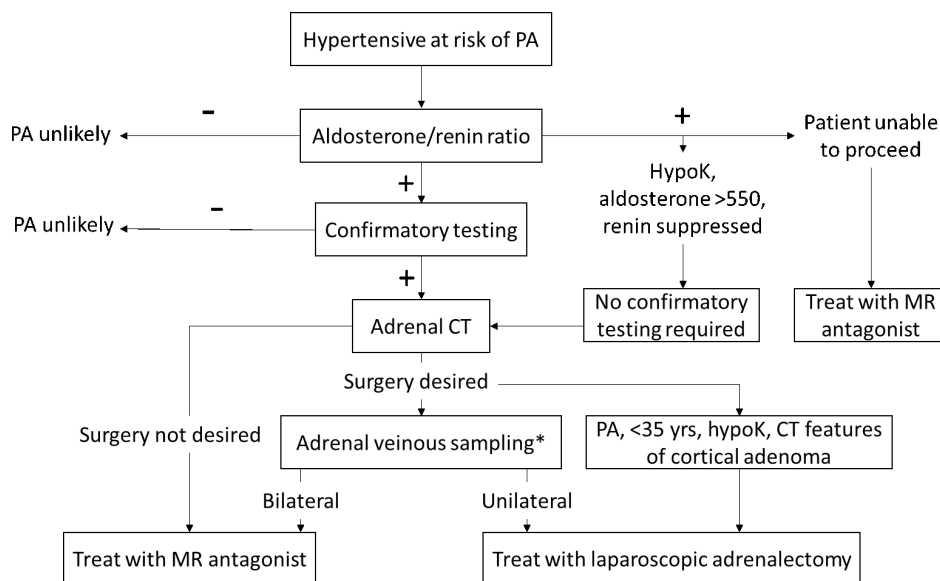 Hypertensive at risk of PA
−
+
PA unlikely
Aldosterone/renin ratio
Patient unable
to proceed
+
HypoK,
aldosterone >550,
renin suppressed
−
PA unlikely
Confirmatory testing
+
Adrenal CT
No confirmatory
testing required
Treat with MR
antagonist
Surgery desired
Surgery not desired
Adrenal veinous sampling*
PA, <35 yrs, hypoK, CT features
of cortical adenoma
Bilateral
Unilateral
Treat with MR antagonist
Treat with laparoscopic adrenalectomy